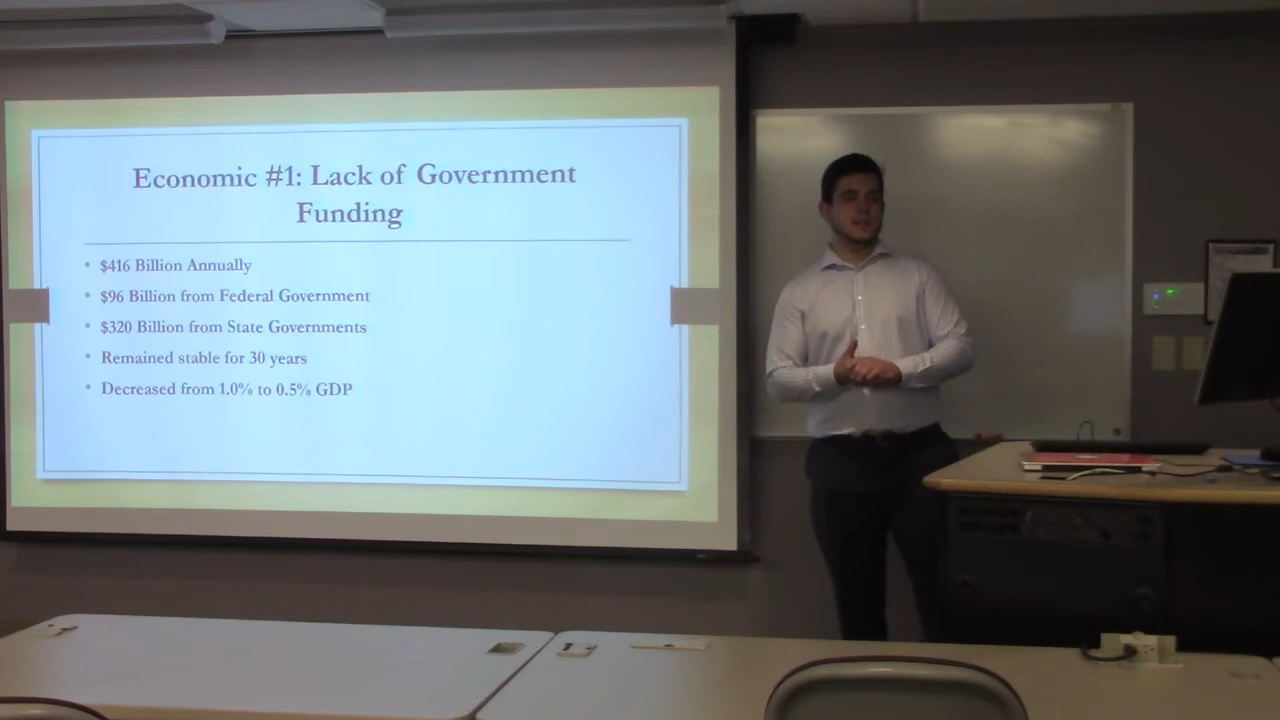 Economic #1: Lack of Government
Funding
• $416 Billion Annually
• $96 Billion from Federal Government
• $320 Billion from State Governments
• Remained stable for 30 years
• Decreased from 1.0% to 0.5% GDP